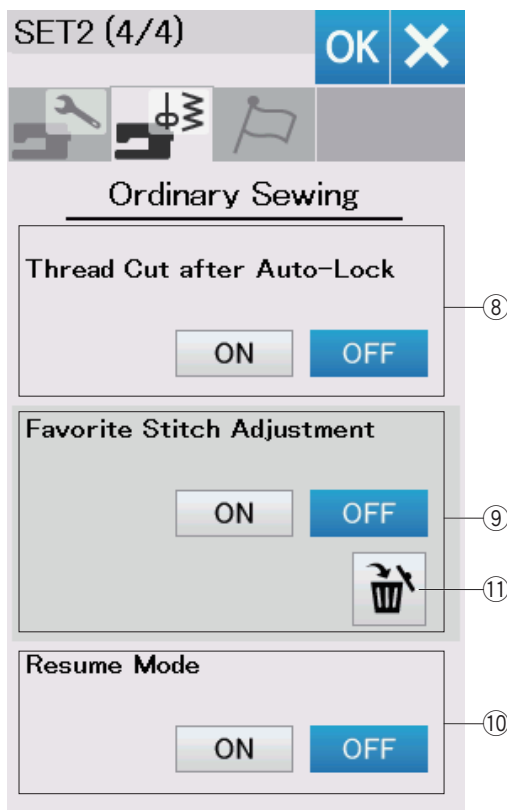 SET2 (4/4)
OK
Ordinary Sewing
Thread Cut after Auto-Lock
⑧
ON OFF
Favorite Stitch Adjustment
ON OFF
⑨
⑪
Resume Mode
⑩
ON OFF